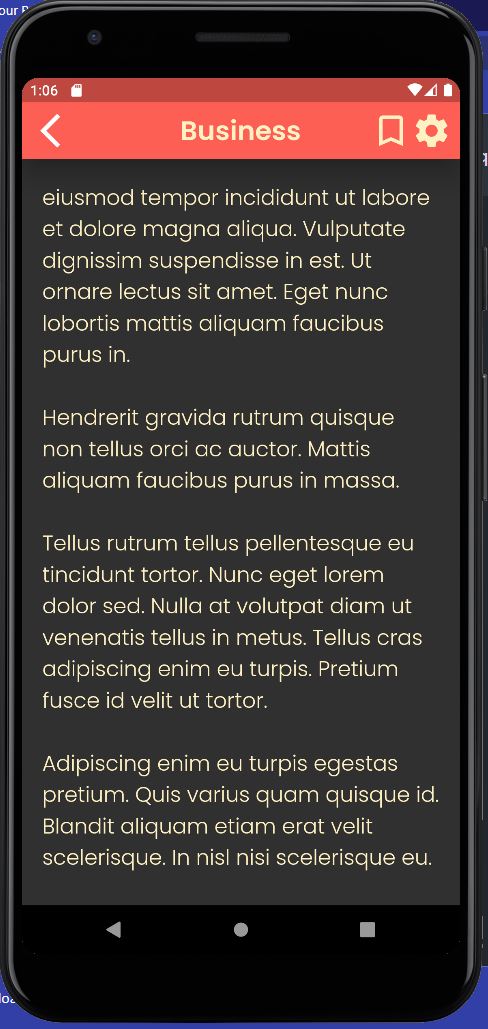 1:06
Business
eiusmod tempor incididunt ut labore
et dolore magna aliqua. Vulputate
dignissim suspendisse in est. Ut
ornare lectus sit amet. Eget nunc
lobortis mattis aliquam faucibus
purus in.
Hendrerit gravida rutrum quisque
non tellus orci ac auctor. Mattis
aliquam faucibus purus in massa.
Tellus rutrum tellus pellentesque eu
tincidunt tortor. Nunc eget lorem
dolor sed. Nulla at volutpat diam ut
venenatis tellus in metus. Tellus cras
adipiscing enim eu turpis. Pretium
fusce id velit ut tortor.
Adipiscing enim eu turpis egestas
pretium. Quis varius quam quisque id.
Blandit aliquam etiam erat velit
scelerisque. In nisl nisi scelerisque eu.